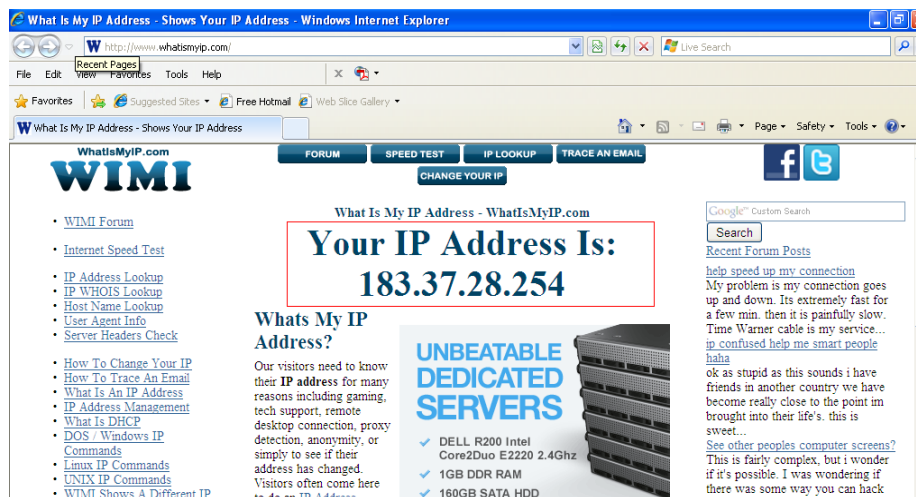 What Is My IP Address - Shows Your IP Address - Windows Internet Explorer
http://www.whatismyip.com/
Live Search
Recent Pages
File Edit View Favorites Tools Help
X
Favorites Suggested Sites Free Hotmail Web Slice Gallery
W What Is My IP Address - Shows Your IP Address
Page Safety Tools
WhatIsMyIP.com
WIMI
FORUM SPEED TEST IP LOOKUP TRACE AN EMAIL
CHANGE YOUR IP
WIMI Forum
Internet Speed Test
IP Address Lookup
IP WHOIS Lookup
Host Name Lookup
User Agent Info
Server Headers Check
How To Change Your IP
How To Trace An Email
What Is An IP Address
IP Address Management
What Is DHCP
DOS / Windows IP
Commands
Linux IP Commands
UNIX IP Commands
WIMI Shows A Different IP
What Is My IP Address - WhatIsMyIP.com
Your IP Address Is:
183.37.28.254
Whats My IP
Address?
Our visitors need to know
their IP address for many
reasons including gaming,
tech support, remote
desktop connection, proxy
detection, anonymity, or
simply to see if their
address has changed.
Visitors often come here
to do an IP Address
UNBEATABLE
DEDICATED
SERVERS
DELL R200 Intel
Core2Duo E2220 2.4Ghz
1GB DDR RAM
160GB SATA HDD
f t
Google™ Custom Search
Search
Recent Forum Posts
help speed up my connection
My problem is my connection goes
up and down. Its extremely fast for
a few min. then it is painfully slow.
Time Warner cable is my service...
ip confused help me smart people
haha
ok as stupid as this sounds i have
friends in another country we have
become really close to the point im
brought into their life's. this is
sweet...
See other peoples computer screens?
This is fairly complex, but i wonder
if it's possible. I was wondering if
there was some way you can hack